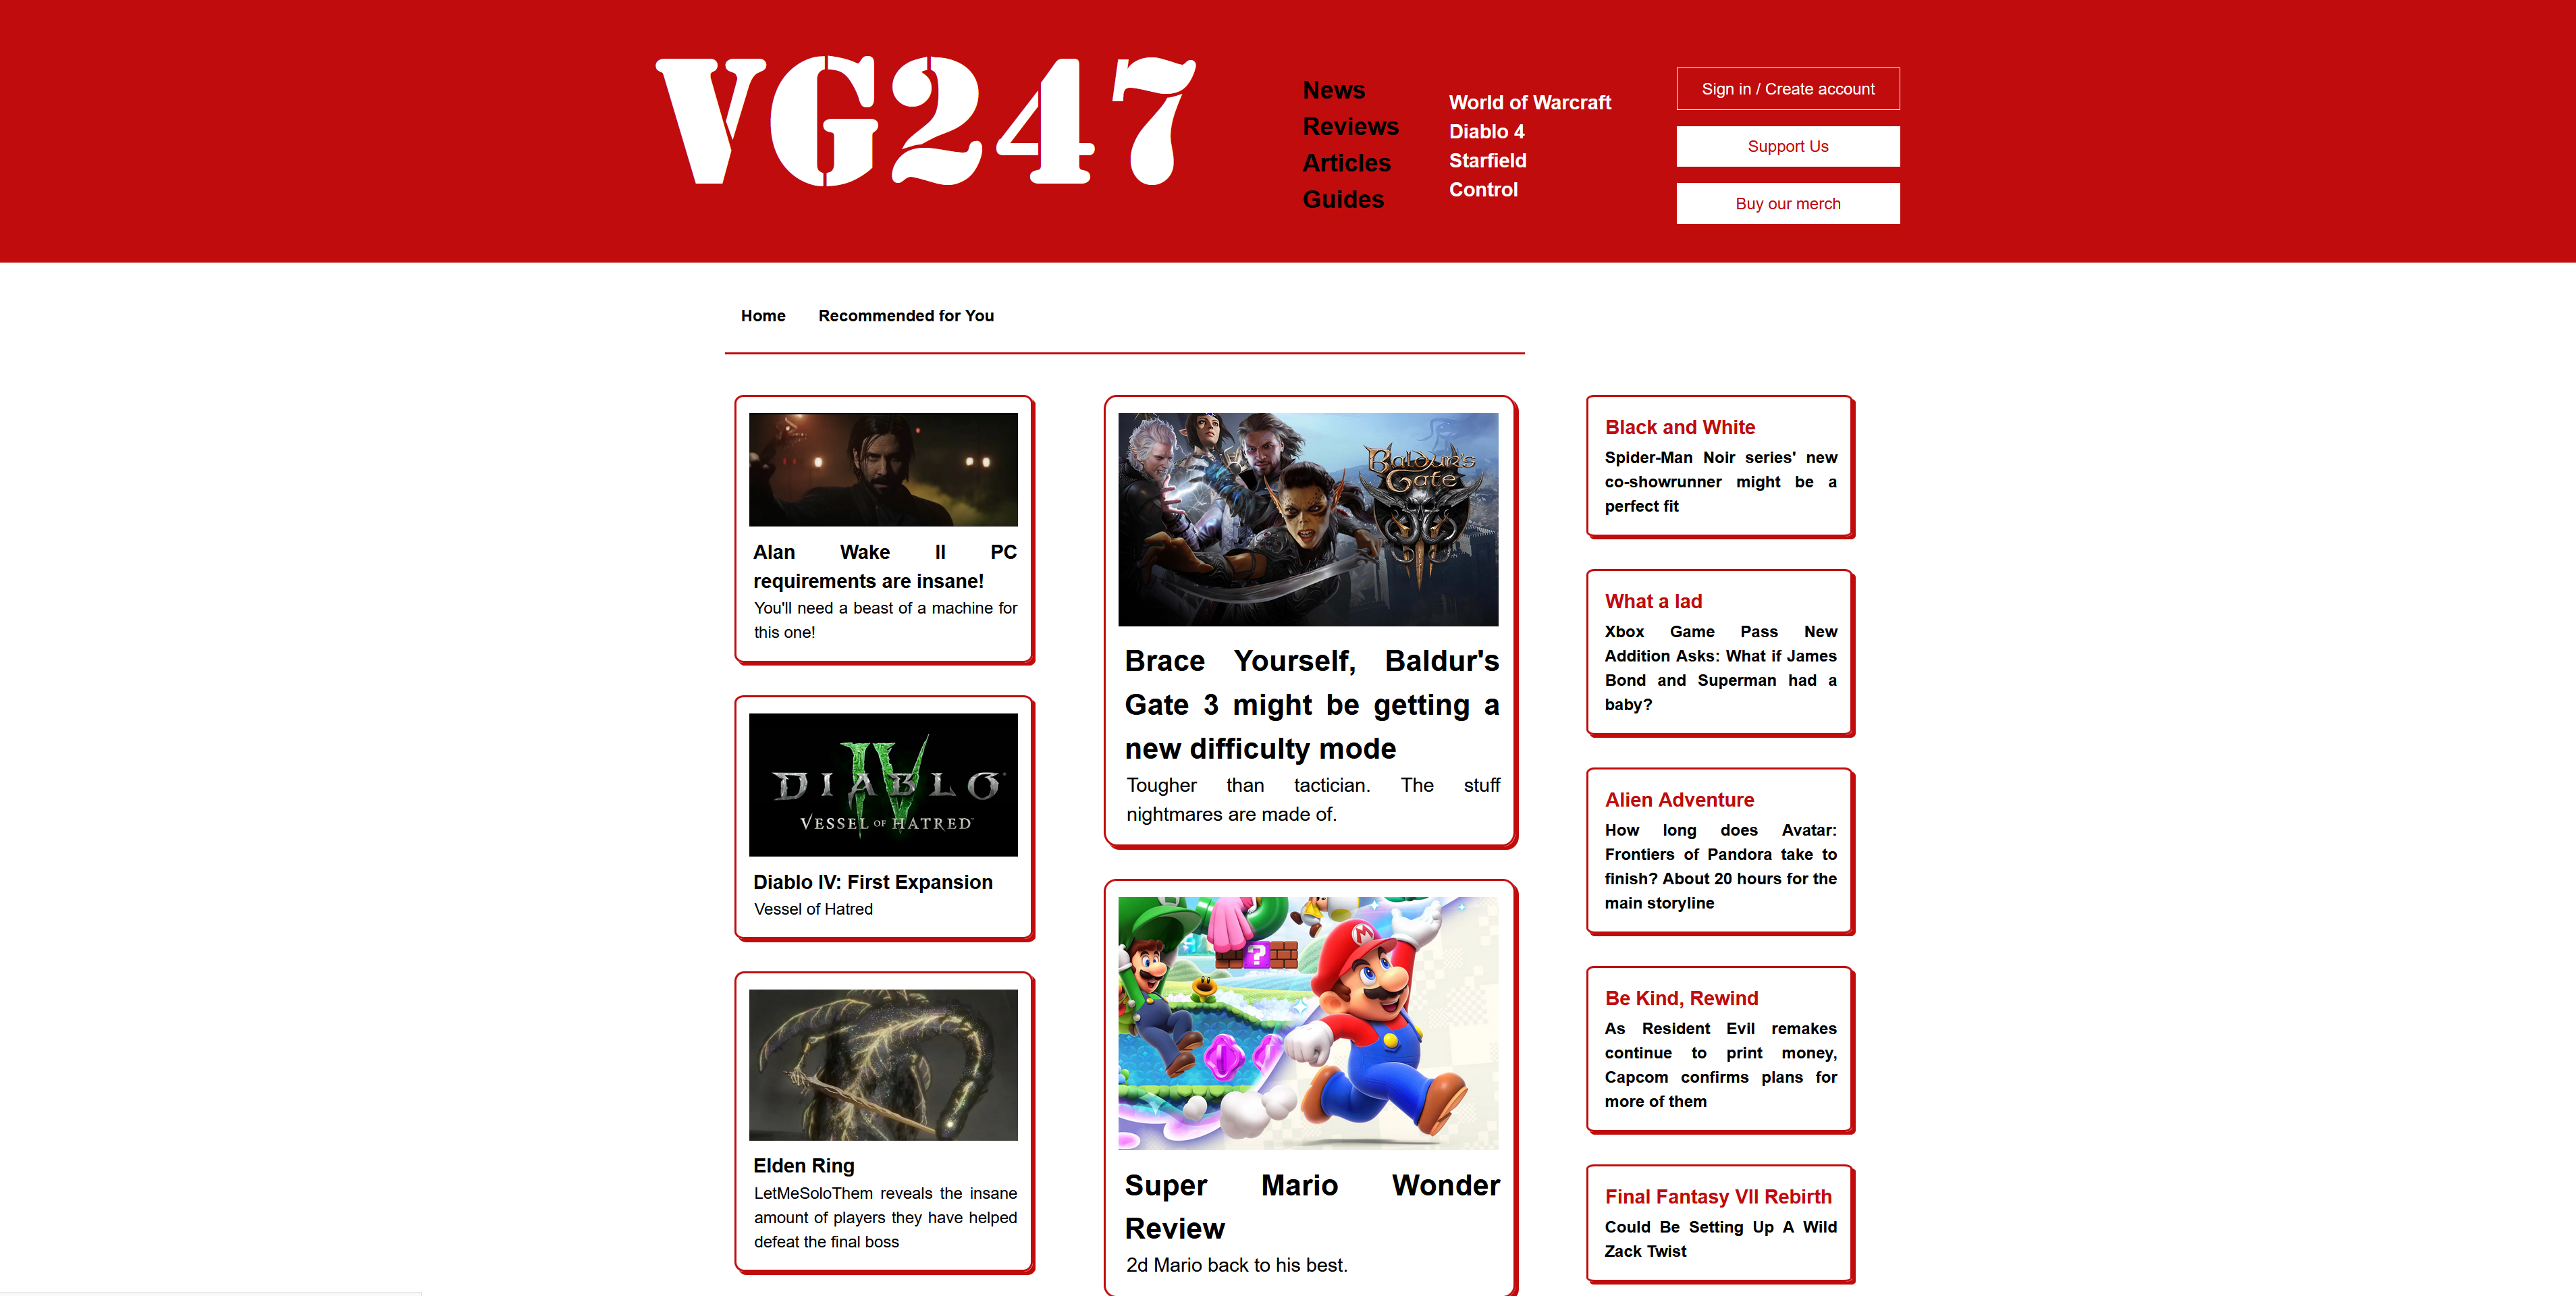 VG247
News
Reviews
Articles
Guides
World of Warcraft
Diablo 4
Starfield
Control
Sign in / Create account
Support Us
Buy our merch
Home
Recommended for You
Alan Wake II PC
requirements are insane!
You'll need a beast of a machine for
this one!
DIABLO
IV
VESSEL OF HATRED
Diablo IV: First Expansion
Vessel of Hatred
Elden Ring
LetMeSoloThem reveals the insane
amount of players they have helped
defeat the final boss
Baldur's
Gate
Brace Yourself, Baldur's
Gate 3 might be getting a
new difficulty mode
Tougher than tactician. The stuff
nightmares are made of.
?
M
Super Mario Wonder
Review
2d Mario back to his best.
Black and White
Spider-Man Noir series' new
co-showrunner might be a
perfect fit
What a lad
Xbox Game Pass New
Addition Asks: What if James
Bond and Superman had a
baby?
Alien Adventure
How long does Avatar:
Frontiers of Pandora take to
finish? About 20 hours for the
main storyline
Be Kind, Rewind
As Resident Evil remakes
continue to print money,
Capcom confirms plans for
more of them
Final Fantasy VII Rebirth
Could Be Setting Up A Wild
Zack Twist